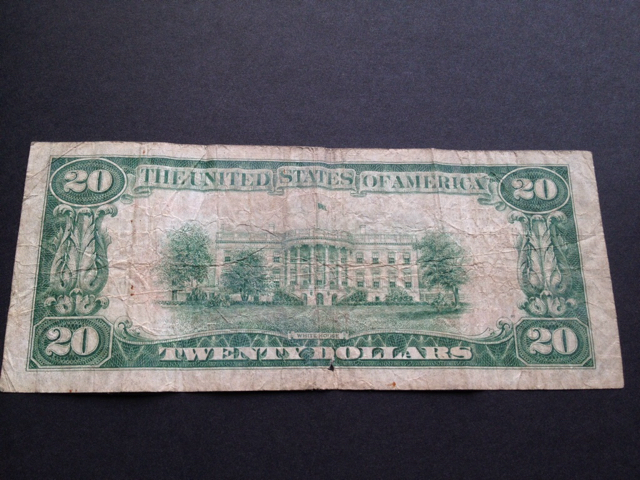 20 THE UNITED STATES OF AMERICA 20
WHITE HOUSE
20 TWENTY DOLLARS 20